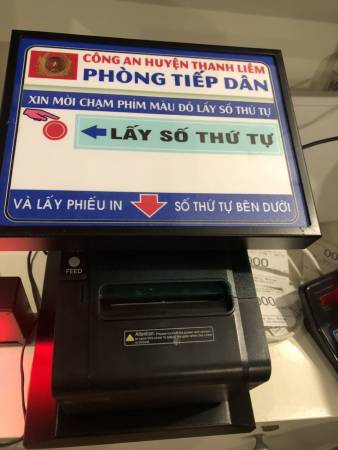 CÔNG AN HUYỆN THANH LIÊM
PHÒNG TIẾP DÂN
XIN MỜI CHẠM PHÍM MÀU ĐỎ LẤY SỐ THỨ TỰ
LẤY SỐ THỨ TỰ
VÀ LẤY PHIẾU IN SỐ THỨ TỰ BÊN DƯỚI
FEED
Attention: